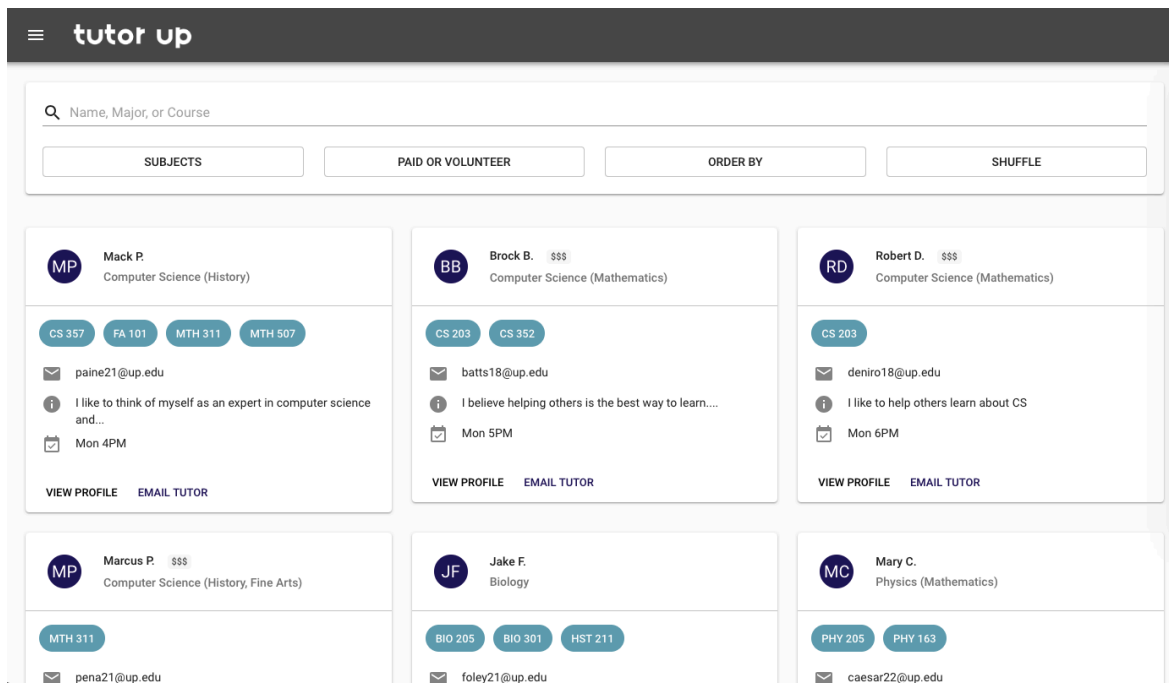 tutor up
Name, Major, or Course
SUBJECTS
PAID OR VOLUNTEER
ORDER BY
SHUFFLE
MP
Mack P.
Computer Science (History)
CS 357 FA 101 MTH 311 MTH 507
paine21@up.edu
I like to think of myself as an expert in computer science
and...
Mon 4PM
VIEW PROFILE EMAIL TUTOR
BB
Brock B. $$$
Computer Science (Mathematics)
CS 203 CS 352
batts18@up.edu
I believe helping others is the best way to learn....
Mon 5PM
VIEW PROFILE EMAIL TUTOR
RD
Robert D. $$$
Computer Science (Mathematics)
CS 203
deniro18@up.edu
I like to help others learn about CS
Mon 6PM
VIEW PROFILE EMAIL TUTOR
MP
Marcus P. $$$
Computer Science (History, Fine Arts)
MTH 311
pena21@up.edu
JF
Jake F.
Biology
BIO 205 BIO 301 HST 211
foley21@up.edu
MC
Mary C.
Physics (Mathematics)
PHY 205 PHY 163
caesar22@up.edu